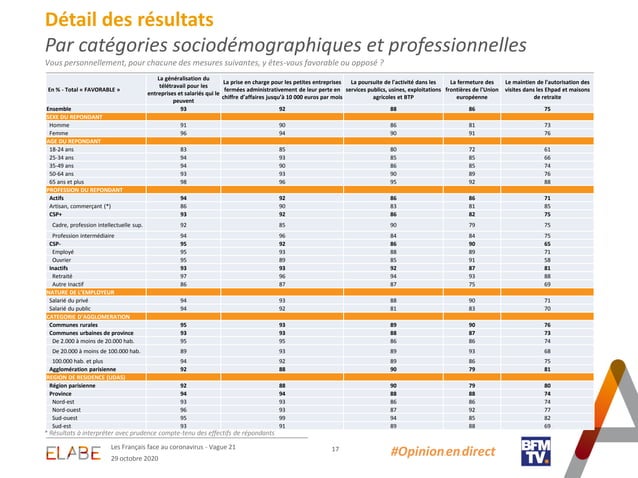 Détail des résultats
Par catégories sociodémographiques et professionnelles
Vous personnellement, pour chacune des mesures suivantes, y êtes-vous favorable ou opposé ?
En % - Total « FAVORABLE » La généralisation du télétravail pour les entreprises et salariés qui le peuvent La prise en charge pour les petites entreprises fermées administrativement de leur perte en chiffre d'affaires jusqu'à 10 000 euros par mois La poursuite de l'activité dans les services publics, usines, exploitations agricoles et BTP La fermeture des frontières de l'Union européenne Le maintien de l'autorisation des visites dans les Ehpad et maisons de retraite
Ensemble 93 92 88 86 75
SEXE DU REPONDANT
Homme 91 90 86 81 73
Femme 96 94 90 91 76
AGE DU REPONDANT
18-24 ans 83 85 80 72 61
25-34 ans 94 93 85 85 66
35-49 ans 94 90 86 85 74
50-64 ans 93 93 90 89 76
65 ans et plus 98 96 95 92 88
PROFESSION DU REPONDANT
Actifs 94 92 86 86 71
Artisan, commerçant (*) 86 90 83 81 85
CSP+ 93 92 86 82 75
Cadre, profession intellectuelle sup. 92 85 90 79 75
Profession intermédiaire 94 96 84 84 75
CSP- 95 92 86 90 65
Employé 95 93 88 89 71
Ouvrier 95 89 85 91 58
Inactifs 93 93 92 87 81
Retraité 97 96 94 93 88
Autre Inactif 86 87 87 75 69
NATURE DE L'EMPLOYEUR
Salarié du privé 94 93 88 90 71
Salarié du public 94 92 81 83 70
CATEGORIE D'AGGLOMERATION
Communes rurales 95 93 89 90 76
Communes urbaines de province 93 93 88 87 73
De 2.000 à moins de 20.000 hab. 95 95 86 86 74
De 20.000 à moins de 100.000 hab. 89 93 89 93 68
100.000 hab. et plus 94 92 89 86 75
Agglomération parisienne 92 88 90 79 81
REGION DE RESIDENCE (UDA5)
Région parisienne 92 88 90 79 80
Province 94 94 88 88 74
Nord-est 93 93 86 86 74
Nord-ouest 96 93 87 92 77
Sud-ouest 95 99 94 85 82
Sud-est 93 91 89 89 68
* Résultats à interpréter avec prudence compte-tenu des effectifs de répondants
ELABE
Les Français face au coronavirus - Vague 21
29 octobre 2020
17
#Opinion en direct
BFM
TV.